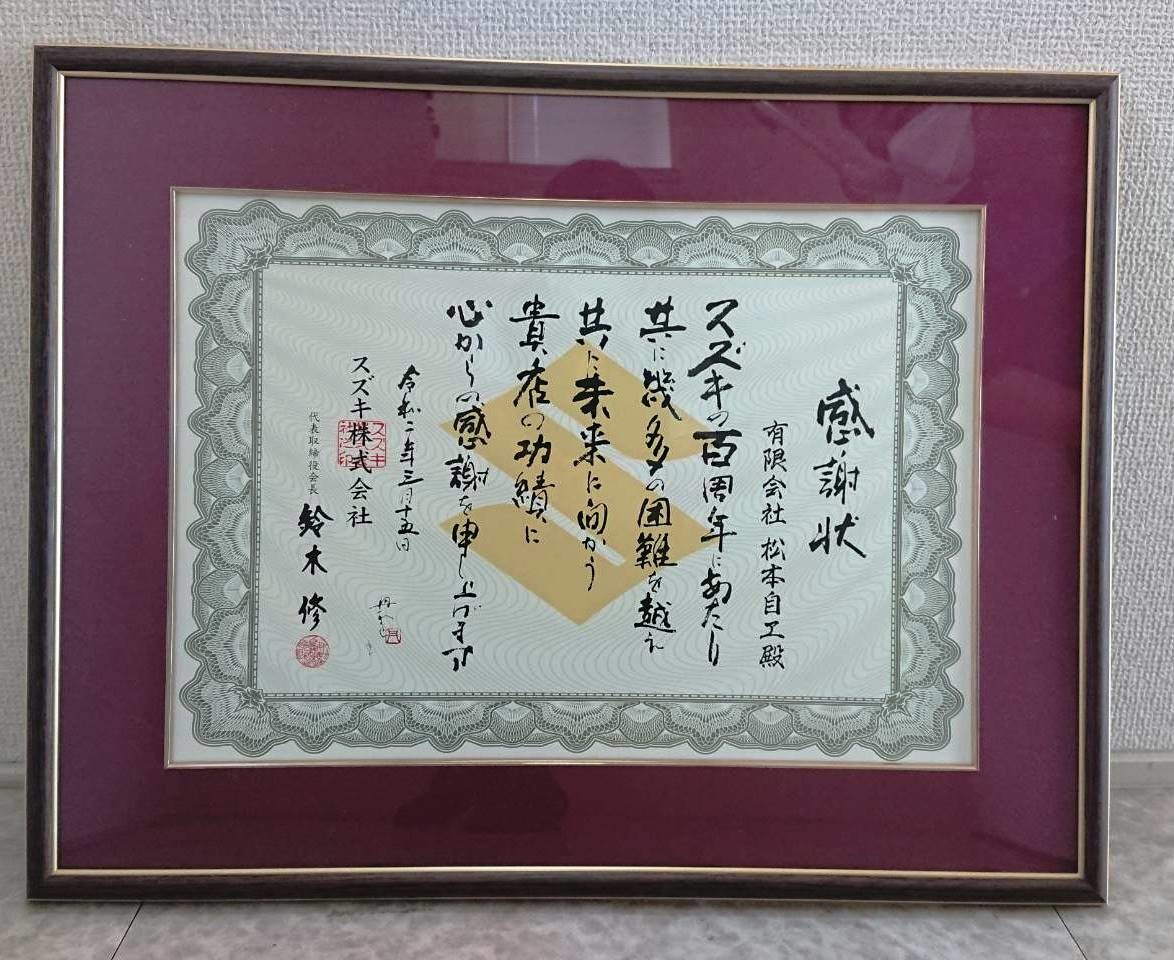 感謝状
有限会社 松本自工殿
スズキの百周年にあたり
共に幾多の困難を越え
共に未来に向かう
貴店の功績に
心からの感謝を申し上げます
令和二年三月十五日
スズキ株式会社
代表取締役会長 鈴木 修